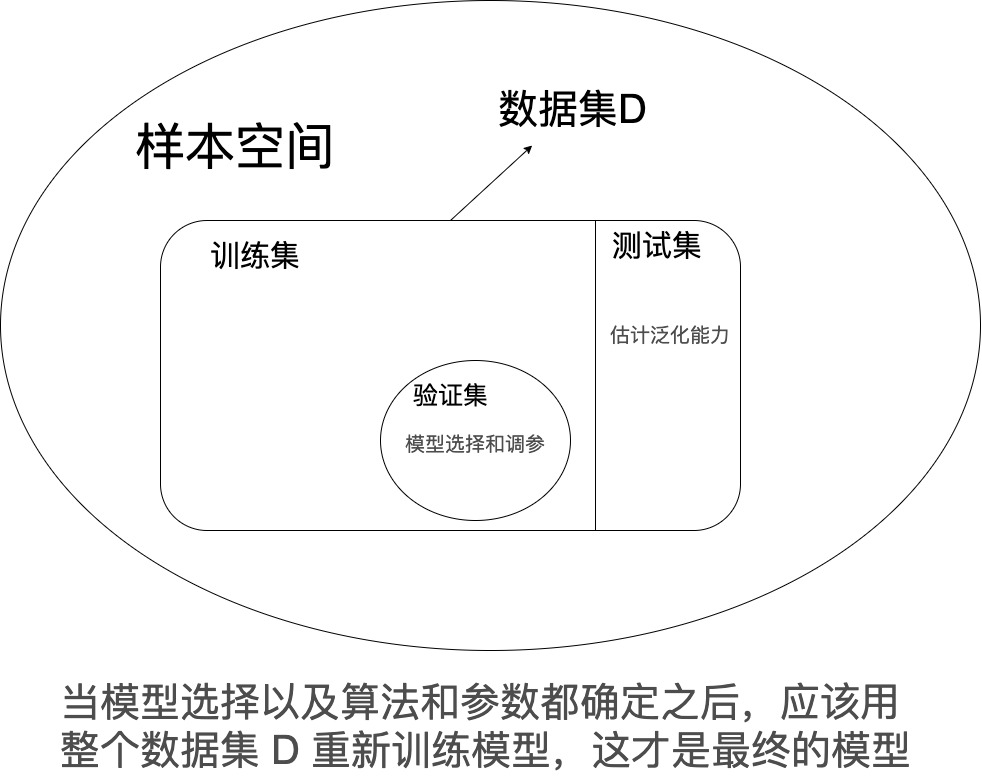 数据集D
样本空间
训练集
测试集
估计泛化能力
验证集
模型选择和调参
当模型选择以及算法和参数都确定之后，应该用
整个数据集 D 重新训练模型，这才是最终的模型